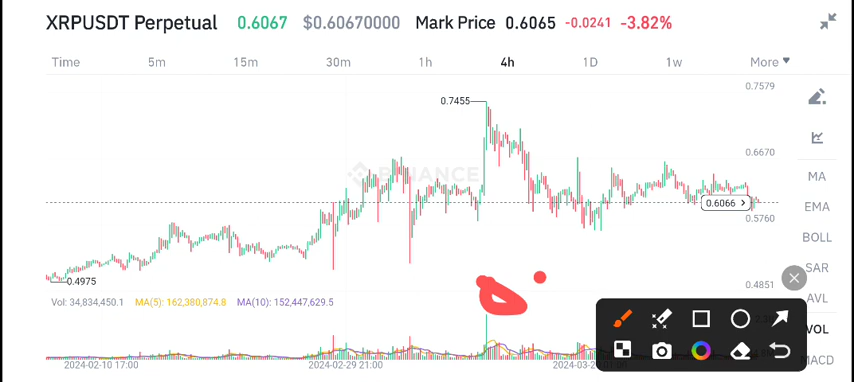 XRPUSDT Perpetual 0.6067 $0.60670000 Mark Price 0.6065 -0.0241 -3.82%
Time 5m 15m 30m 1h 4h 1D 1w More
0.7579
0.7455
0.6670
BINANCE
MA
0.6066 >
EMA
0.5760
BOLL
0.4975
0.4851
SAR
AVL
Vol: 34,834,450.1 MA(5): 162,380,874.8 MA(10): 152,447,629.5
VOL
MACD
2024-02-10 17:00 2024-02-29 21:00